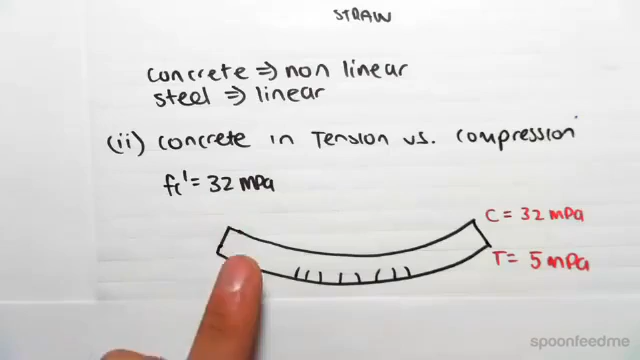 STRAW
concrete ⇒ non linear
steel ⇒ linear
(ii) concrete in Tension vs. compression
fc' = 32 mpa
C = 32 mpa
T = 5 mpa
spoonfeedme